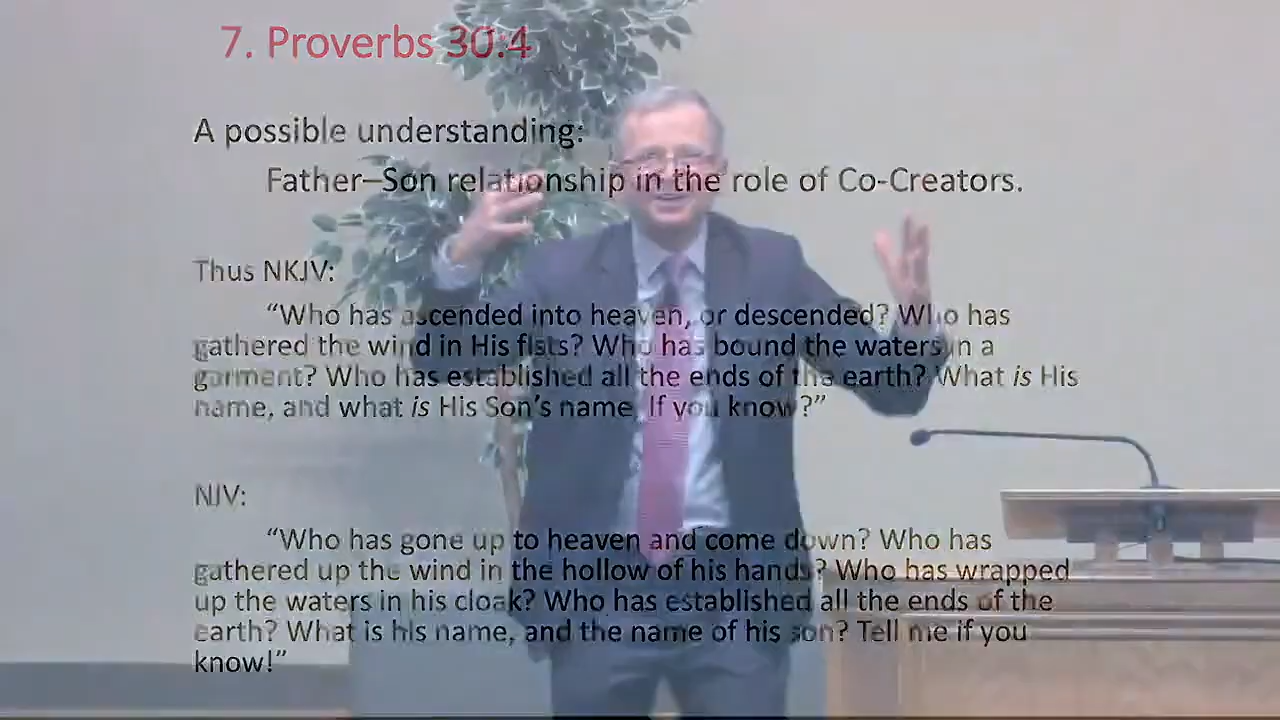 7. Proverbs 30:4
A possible understanding:
Father–Son relationship in the role of Co-Creators.
Thus NKJV:
“Who has ascended into heaven, or descended? Who has
gathered the wind in His fists? Who has bound the waters in a
garment? Who has established all the ends of the earth? What is His
name, and what is His Son’s name, If you know?”
NIV:
“Who has gone up to heaven and come down? Who has
gathered up the wind in the hollow of his hands? Who has wrapped
up the waters in his cloak? Who has established all the ends of the
earth? What is his name, and the name of his son? Tell me if you
know!”